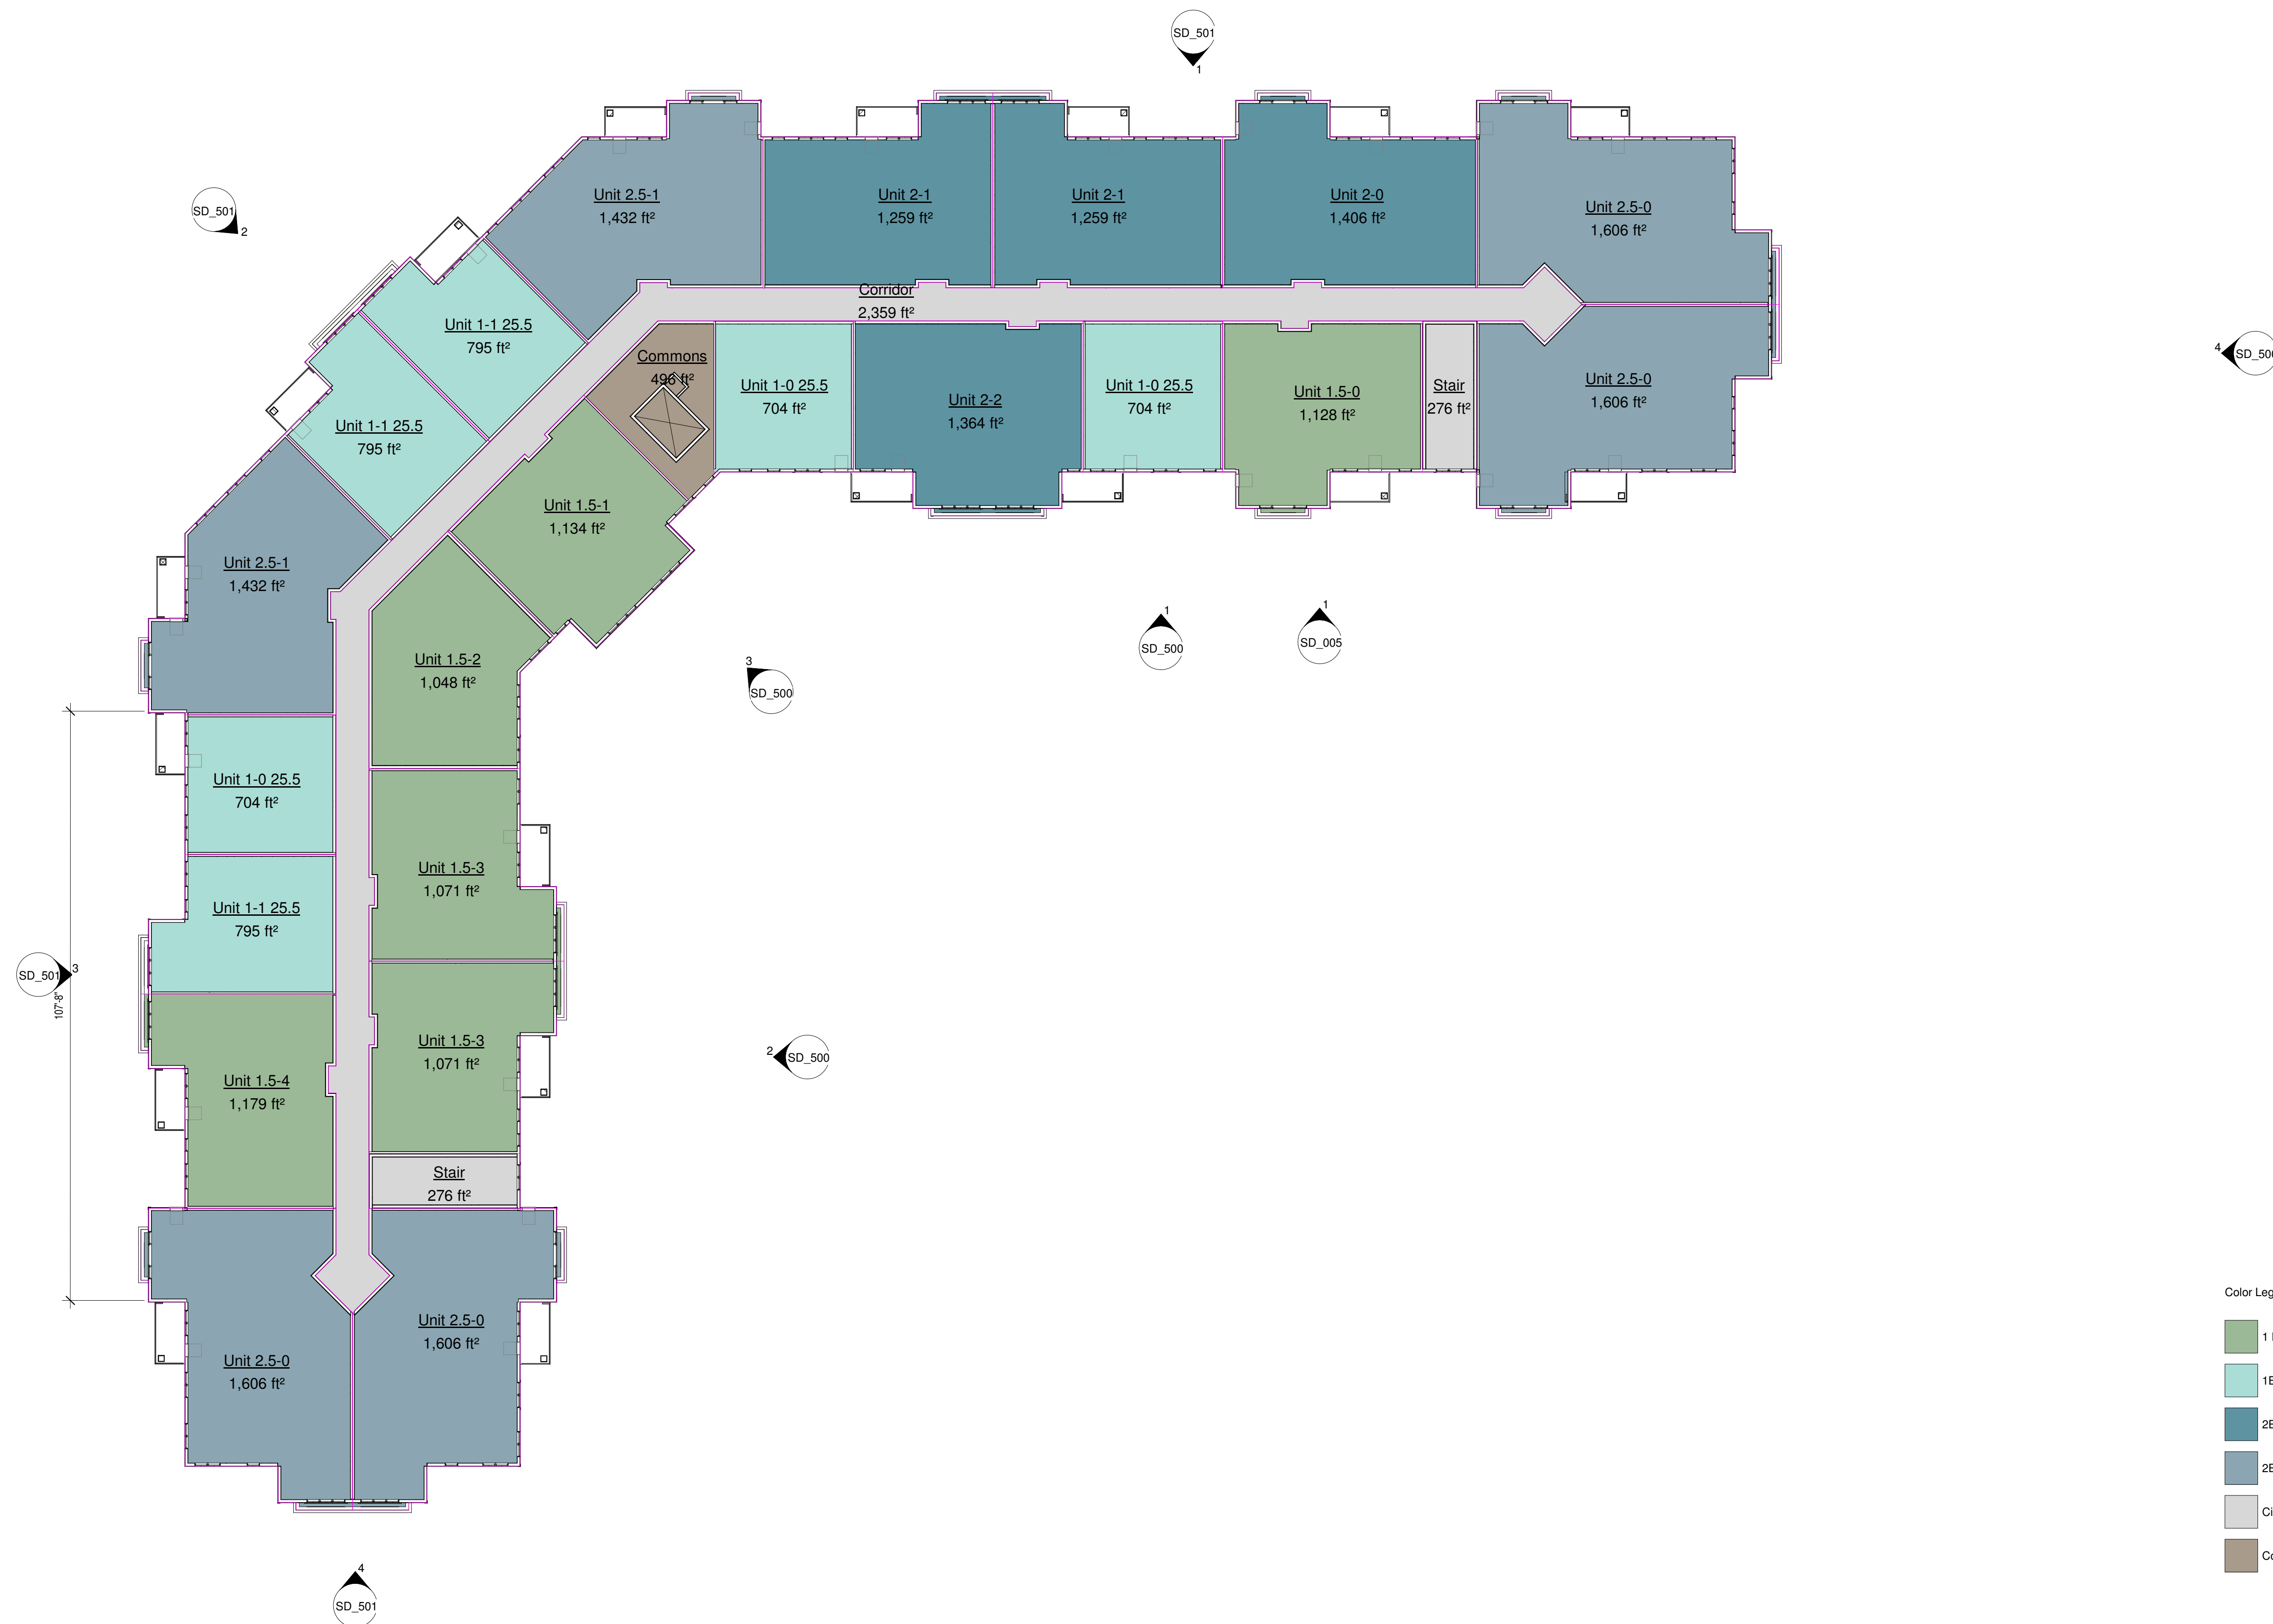 SD_501
1
SD_501
2
Unit 2.5-1
1,432 ft²
Unit 2-1
1,259 ft²
Unit 2-1
1,259 ft²
Unit 2-0
1,406 ft²
Unit 2.5-0
1,606 ft²
Corridor
2,359 ft²
Unit 1-1 25.5
795 ft²
Commons
496 ft²
Unit 1-0 25.5
704 ft²
Unit 2-2
1,364 ft²
Unit 1-0 25.5
704 ft²
Unit 1.5-0
1,128 ft²
Stair
276 ft²
Unit 2.5-0
1,606 ft²
4
SD_50
Unit 1-1 25.5
795 ft²
Unit 1.5-1
1,134 ft²
Unit 2.5-1
1,432 ft²
1
SD_500
1
SD_005
Unit 1.5-2
1,048 ft²
3
SD_500
Unit 1-0 25.5
704 ft²
Unit 1.5-3
1,071 ft²
Unit 1-1 25.5
795 ft²
SD_501
3
107'-8"
Unit 1.5-3
1,071 ft²
2
SD_500
Unit 1.5-4
1,179 ft²
Stair
276 ft²
Unit 2.5-0
1,606 ft²
Unit 2.5-0
1,606 ft²
4
SD_501
Color Leg
1
1B
2B
2B
Ci
Co